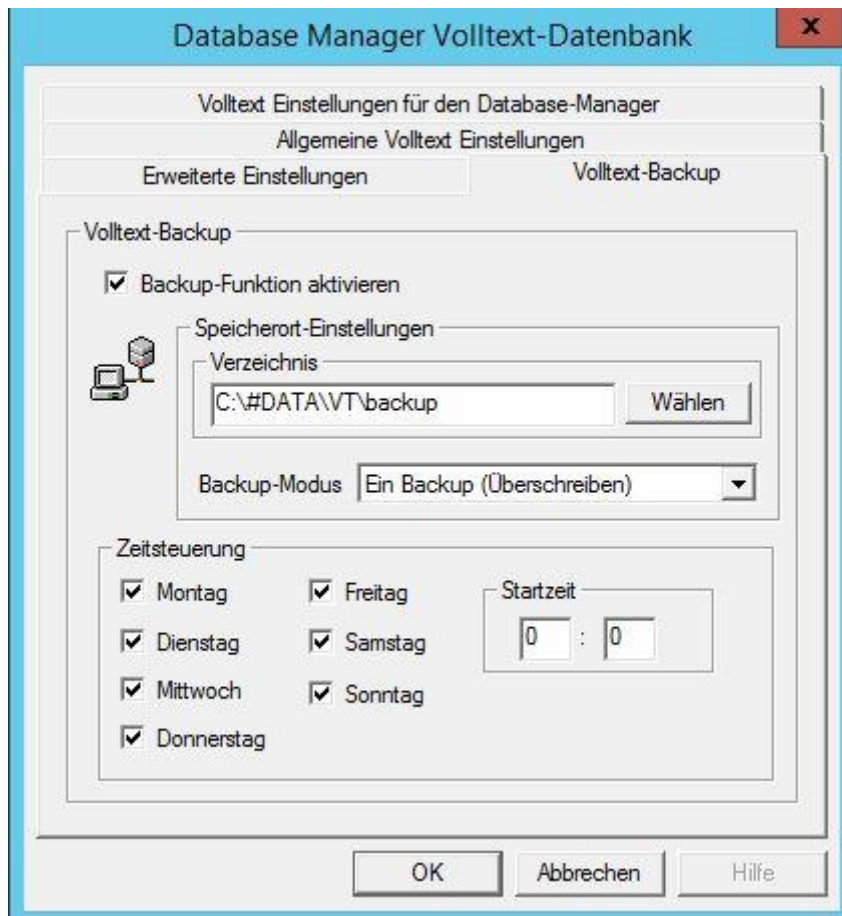 Database Manager Volltext-Datenbank
x
Volltext Einstellungen für den Database-Manager
Allgemeine Volltext Einstellungen
Erweiterte Einstellungen Volltext-Backup
Volltext-Backup
Backup-Funktion aktivieren
Speicherort-Einstellungen
Verzeichnis
C:\#DATA\VT\backup Wählen
Backup-Modus Ein Backup (Überschreiben)
Zeitsteuerung
Montag Freitag Startzeit
Dienstag Samstag 0 : 0
Mittwoch Sonntag
Donnerstag
OK Abbrechen Hilfe